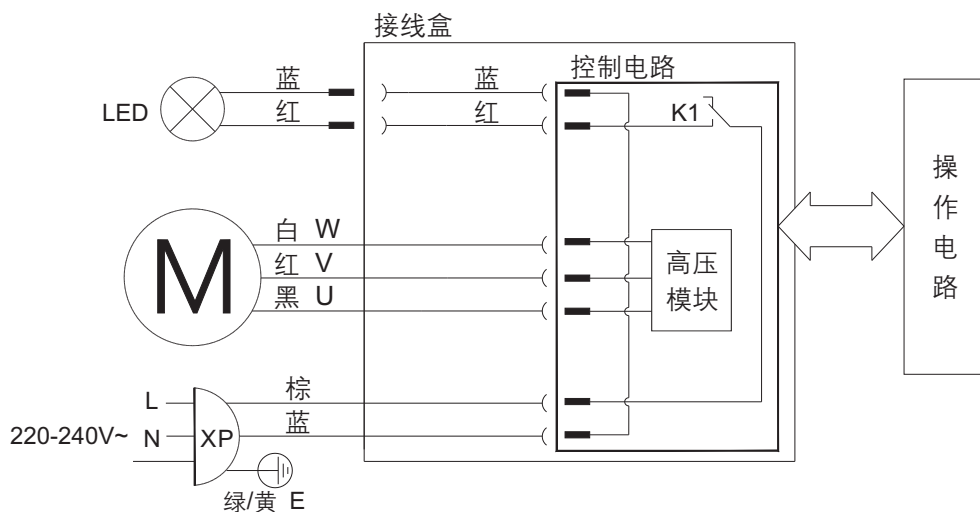 接线盒
控制电路
LED
蓝
红
蓝
红
K1
操作电路
M
白 W
红 V
黑 U
高压
模块
220-240V~
L
N
XP
棕
蓝
绿/黄 E